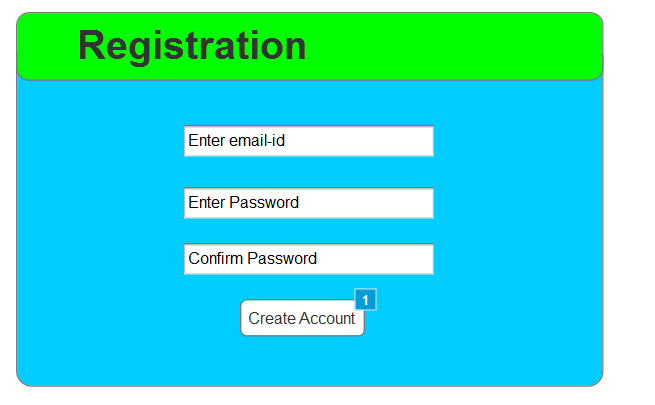 Registration
Enter email-id
Enter Password
Confirm Password
1
Create Account